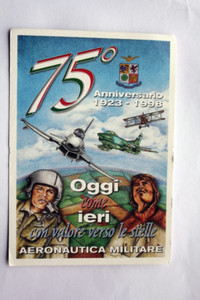 75°
Anniversario
1923 - 1998
Oggi
come
ieri
con valore verso le stelle
AERONAUTICA MILITARE